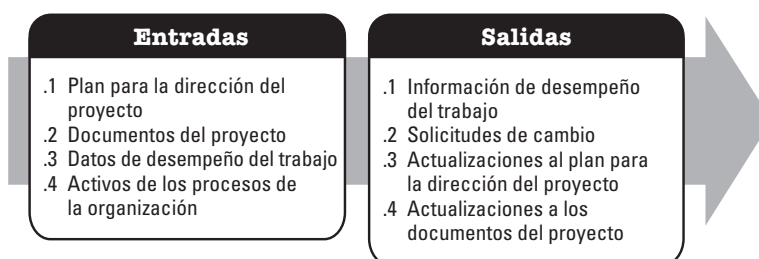 Entradas
.1 Plan para la dirección del
proyecto
.2 Documentos del proyecto
.3 Datos de desempeño del trabajo
.4 Activos de los procesos de
la organización
Salidas
.1 Información de desempeño
del trabajo
.2 Solicitudes de cambio
.3 Actualizaciones al plan para
la dirección del proyecto
.4 Actualizaciones a los
documentos del proyecto